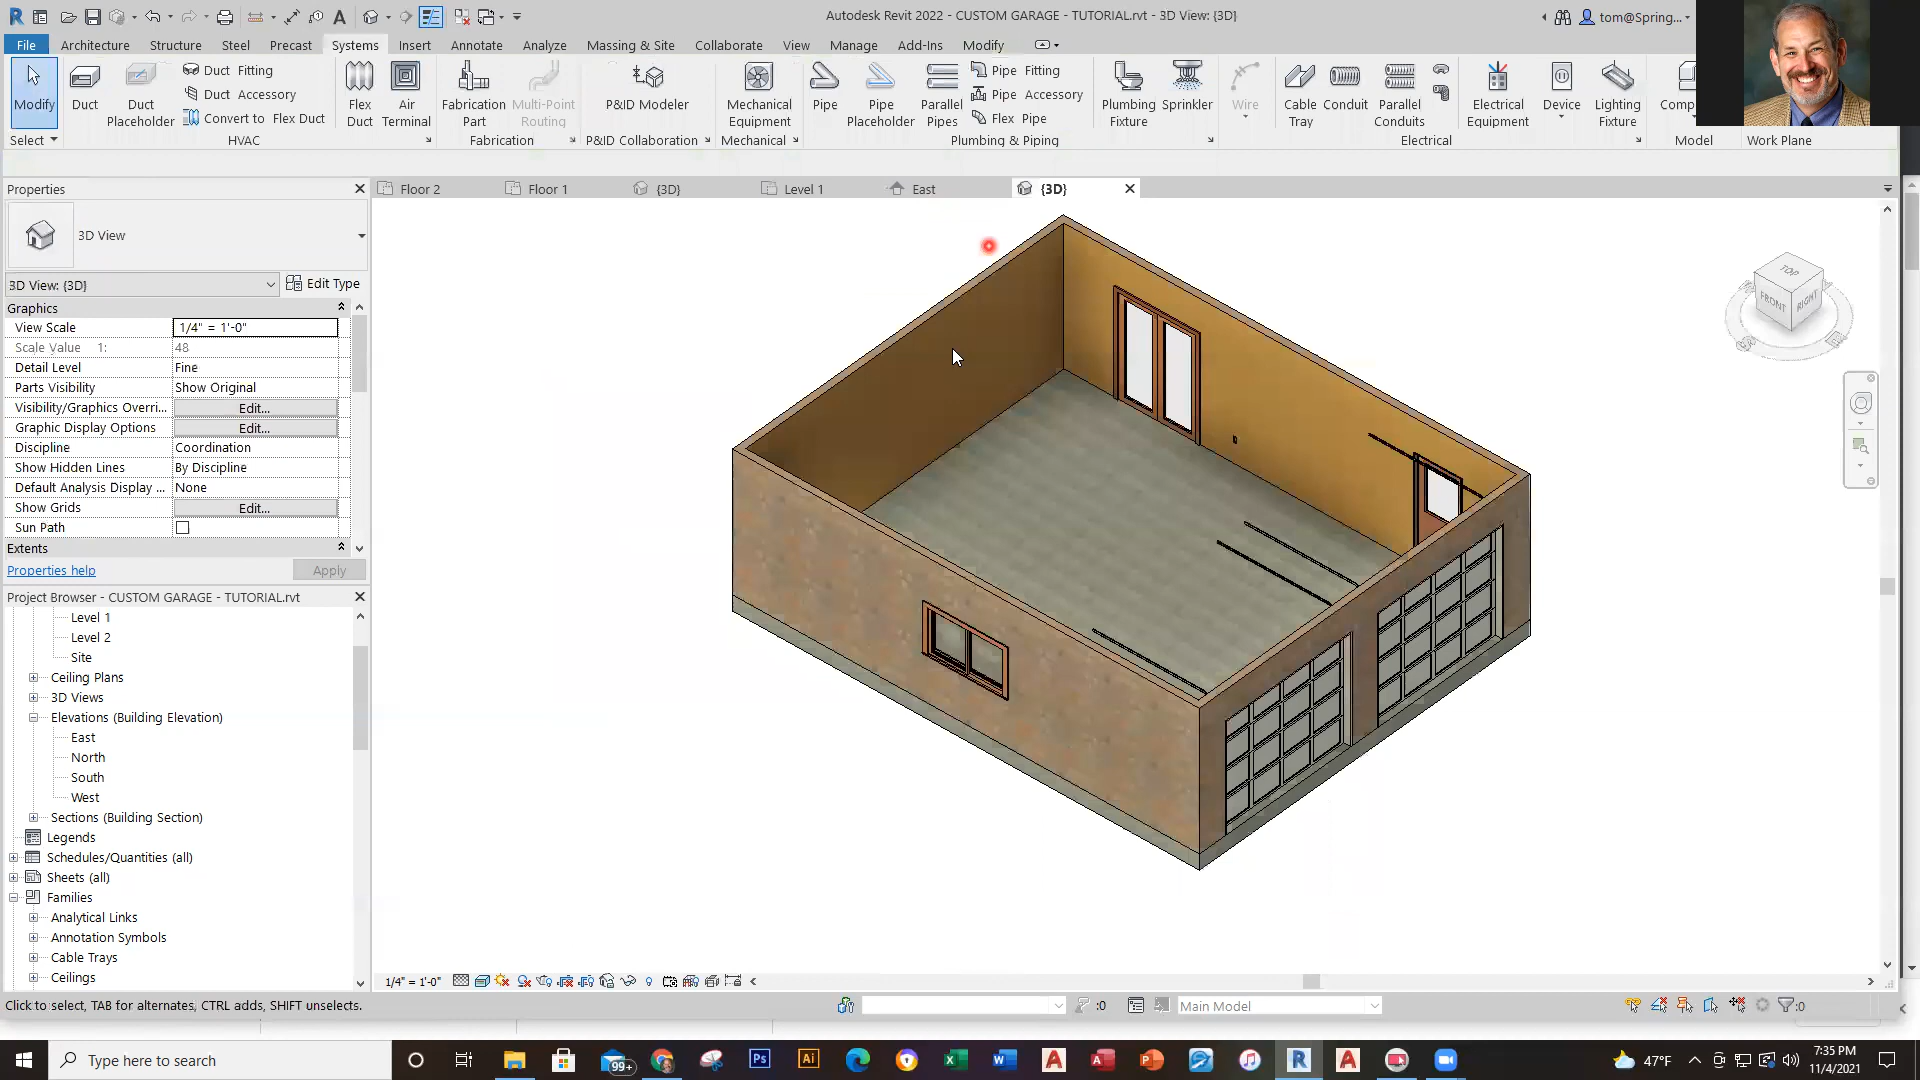 Autodesk Revit 2022 - CUSTOM GARAGE - TUTORIAL.rvt - 3D View: {3D}
tom@Spring...
File Architecture Structure Steel Precast Systems Insert Annotate Analyze Massing & Site Collaborate View Manage Add-Ins Modify
Modify
Duct
Duct Placeholder
Duct Fitting
Duct Accessory
Convert to Flex Duct
Flex Duct
Air Terminal
Fabrication Part
Multi-Point Routing
P&ID Modeler
Mechanical Equipment
Pipe
Pipe Placeholder
Parallel Pipes
Pipe Fitting
Pipe Accessory
Flex Pipe
Plumbing Fixture
Sprinkler
Wire
Cable Tray
Conduit
Parallel Conduits
Electrical Equipment
Device
Lighting Fixture
Comp
Select HVAC Fabrication P&ID Collaboration Mechanical Plumbing & Piping Electrical Model Work Plane
Properties
Floor 2 Floor 1 {3D} Level 1 East {3D}
3D View
3D View: {3D} Edit Type
Graphics
View Scale 1/4" = 1'-0"
Scale Value 1: 48
Detail Level Fine
Parts Visibility Show Original
Visibility/Graphics Overri... Edit...
Graphic Display Options Edit...
Discipline Coordination
Show Hidden Lines By Discipline
Default Analysis Display ... None
Show Grids Edit...
Sun Path
Extents
Properties help Apply
Project Browser - CUSTOM GARAGE - TUTORIAL.rvt
Level 1
Level 2
Site
Ceiling Plans
3D Views
Elevations (Building Elevation)
East
North
South
West
Sections (Building Section)
Legends
Schedules/Quantities (all)
Sheets (all)
Families
Analytical Links
Annotation Symbols
Cable Trays
Ceilings
TOP
FRONT
RIGHT
1/4" = 1'-0"
Click to select, TAB for alternates, CTRL adds, SHIFT unselects.
:0
Main Model
:0
Type here to search
99+
47°F
7:35 PM
11/4/2021